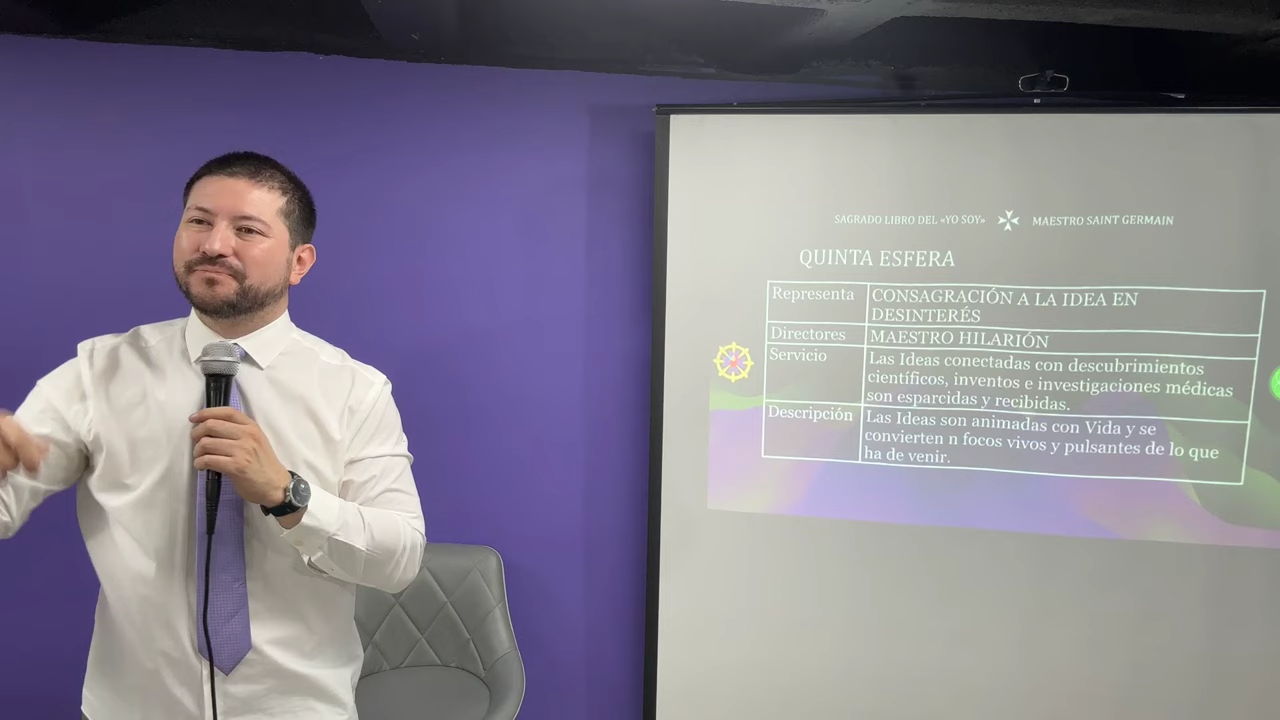 SAGRADO LIBRO DEL «YO SOY» MAESTRO SAINT GERMAIN
QUINTA ESFERA
Representa CONSAGRACIÓN A LA IDEA EN
DESINTERÉS
Directores MAESTRO HILARIÓN
Servicio Las Ideas conectadas con descubrimientos
científicos, inventos e investigaciones médicas
son esparcidas y recibidas.
Descripción Las Ideas son animadas con Vida y se
convierten n focos vivos y pulsantes de lo que
ha de venir.